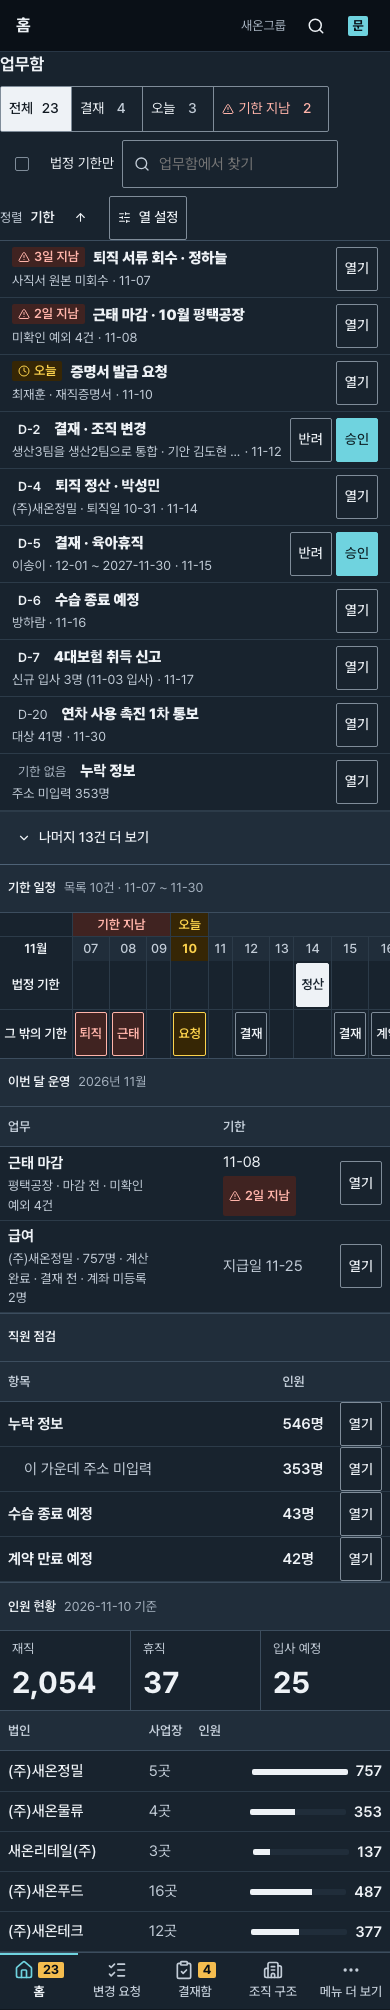 홈 새온그룹 문
업무함
전체 23 결재 4 오늘 3 기한 지남 2
법정 기한만 업무함에서 찾기
정렬 기한 열 설정
3일 지남 퇴직 서류 회수 · 정하늘
사직서 원본 미회수 · 11-07
열기
2일 지남 근태 마감 · 10월 평택공장
미확인 예외 4건 · 11-08
열기
오늘 증명서 발급 요청
최재훈 · 재직증명서 · 11-10
열기
D-2 결재 · 조직 변경
생산3팀을 생산2팀으로 통합 · 기안 김도현 ... · 11-12
반려 승인
D-4 퇴직 정산 · 박성민
(주)새온정밀 · 퇴직일 10-31 · 11-14
열기
D-5 결재 · 육아휴직
이승이 · 12-01 ~ 2027-11-30 · 11-15
반려 승인
D-6 수습 종료 예정
방하람 · 11-16
열기
D-7 4대보험 취득 신고
신규 입사 3명 (11-03 입사) · 11-17
열기
D-20 연차 사용 촉진 1차 통보
대상 41명 · 11-30
열기
기한 없음 누락 정보
주소 미입력 353명
열기
나머지 13건 더 보기
기한 일정 목록 10건 · 11-07 ~ 11-30
기한 지남 오늘
11월 07 08 09 10 11 12 13 14 15 16
법정 기한 정산
그 밖의 기한 퇴직 근태 요청 결재 결재 계약
이번 달 운영 2026년 11월
업무 기한
근태 마감
평택공장 · 마감 전 · 미확인
예외 4건
11-08
2일 지남
열기
급여
(주)새온정밀 · 757명 · 계산
완료 · 결재 전 · 계좌 미등록
2명
지급일 11-25
열기
직원 점검
항목 인원
누락 정보 546명 열기
이 가운데 주소 미입력 353명 열기
수습 종료 예정 43명 열기
계약 만료 예정 42명 열기
인원 현황 2026-11-10 기준
재직 휴직 입사 예정
2,054 37 25
법인 사업장 인원
(주)새온정밀 5곳 757
(주)새온물류 4곳 353
새온리테일(주) 3곳 137
(주)새온푸드 16곳 487
(주)새온테크 12곳 377
23 4
홈 변경 요청 결재함 조직 구조 메뉴 더 보기